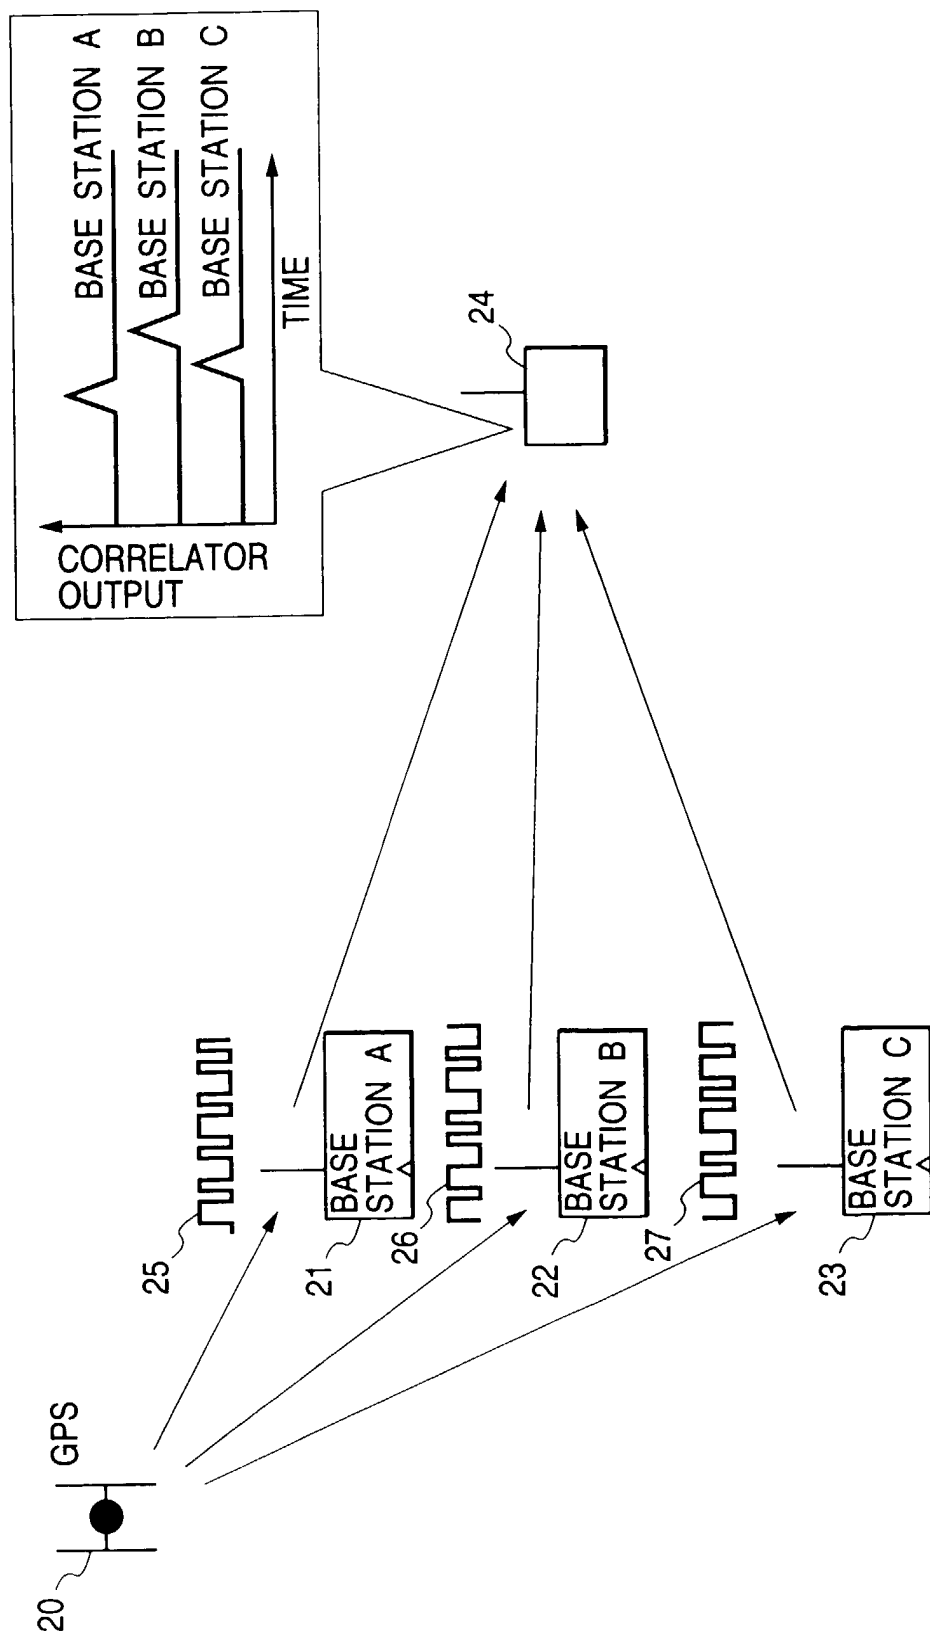 20
GPS
25
21
BASE
STATION A
26
22
BASE
STATION B
27
23
BASE
STATION C
24
CORRELATOR
OUTPUT
BASE STATION A
BASE STATION B
BASE STATION C
TIME